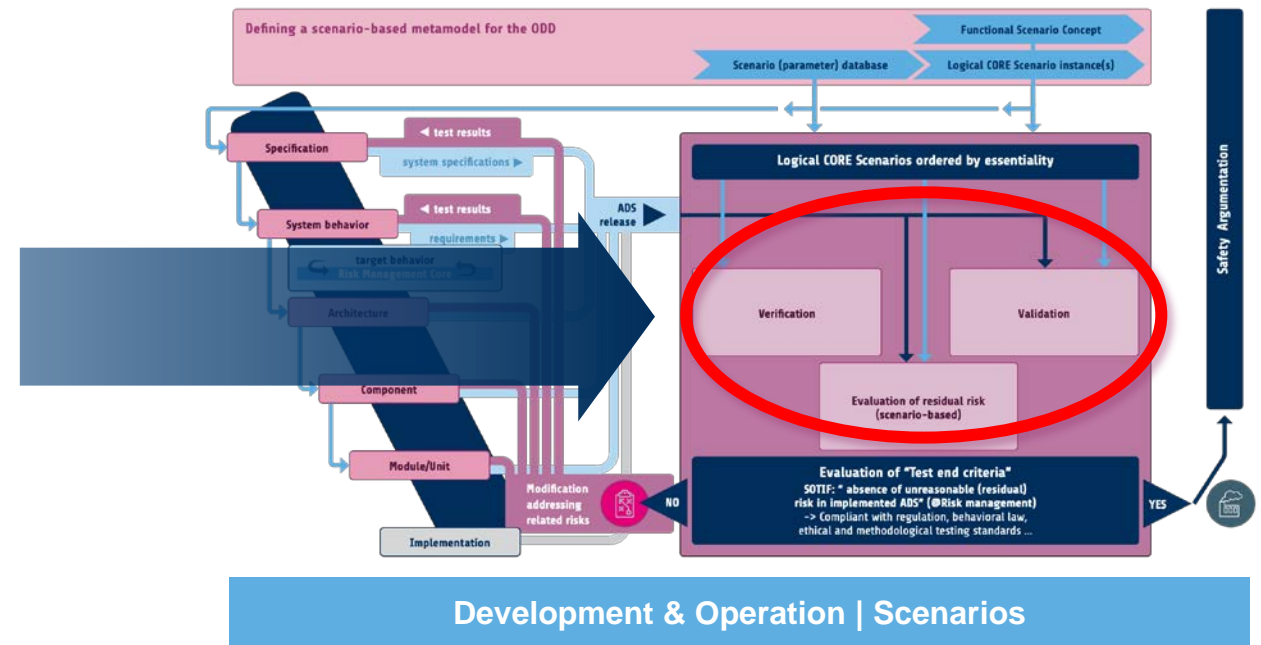 Defining a scenario-based metamodel for the ODD
Functional Scenario Concept
Scenario (parameter) database
Logical CORE Scenario instance(s)
Specification
◀ test results
system specifications ▶
System behavior
◀ test results
requirements ▶
target behavior
Risk Management Core
Architecture
Component
Module/Unit
Implementation
Modification
addressing
related risks
ADS
release
Logical CORE Scenarios ordered by essentiality
Verification
Validation
Evaluation of residual risk
(scenario-based)
NO
Evaluation of "Test end criteria"
SOTIF: " absence of unreasonable (residual)
risk in implemented ADS" (@Risk management)
-> Compliant with regulation, behavioral law,
ethical and methodological testing standards ...
YES
Safety Argumentation
Development & Operation | Scenarios